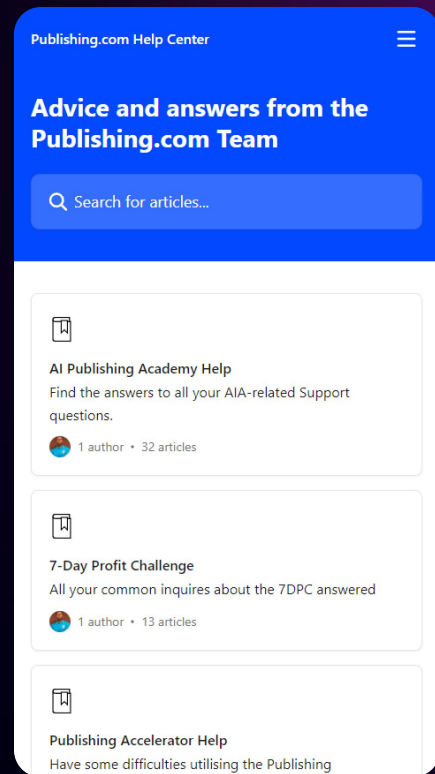 Publishing.com Help Center
Advice and answers from the
Publishing.com Team
Search for articles...
AI Publishing Academy Help
Find the answers to all your AIA-related Support
questions.
1 author • 32 articles
7-Day Profit Challenge
All your common inquires about the 7DPC answered
1 author • 13 articles
Publishing Accelerator Help
Have some difficulties utilising the Publishing